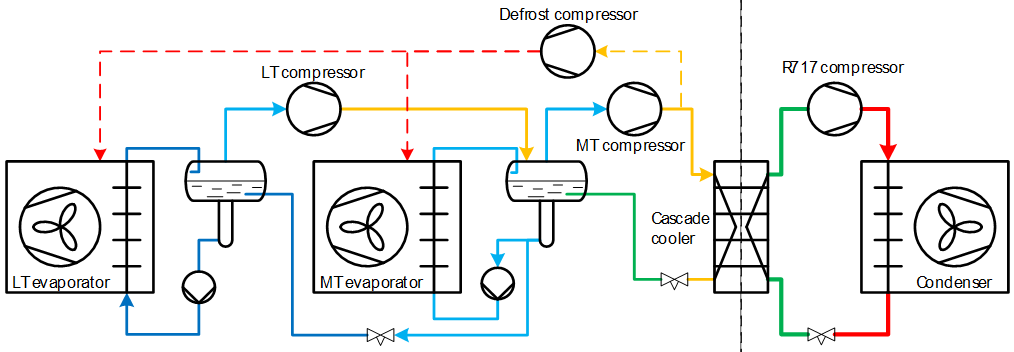 Defrost compressor
LT compressor
R717 compressor
MT compressor
Cascade
cooler
LT evaporator
MT evaporator
Condenser